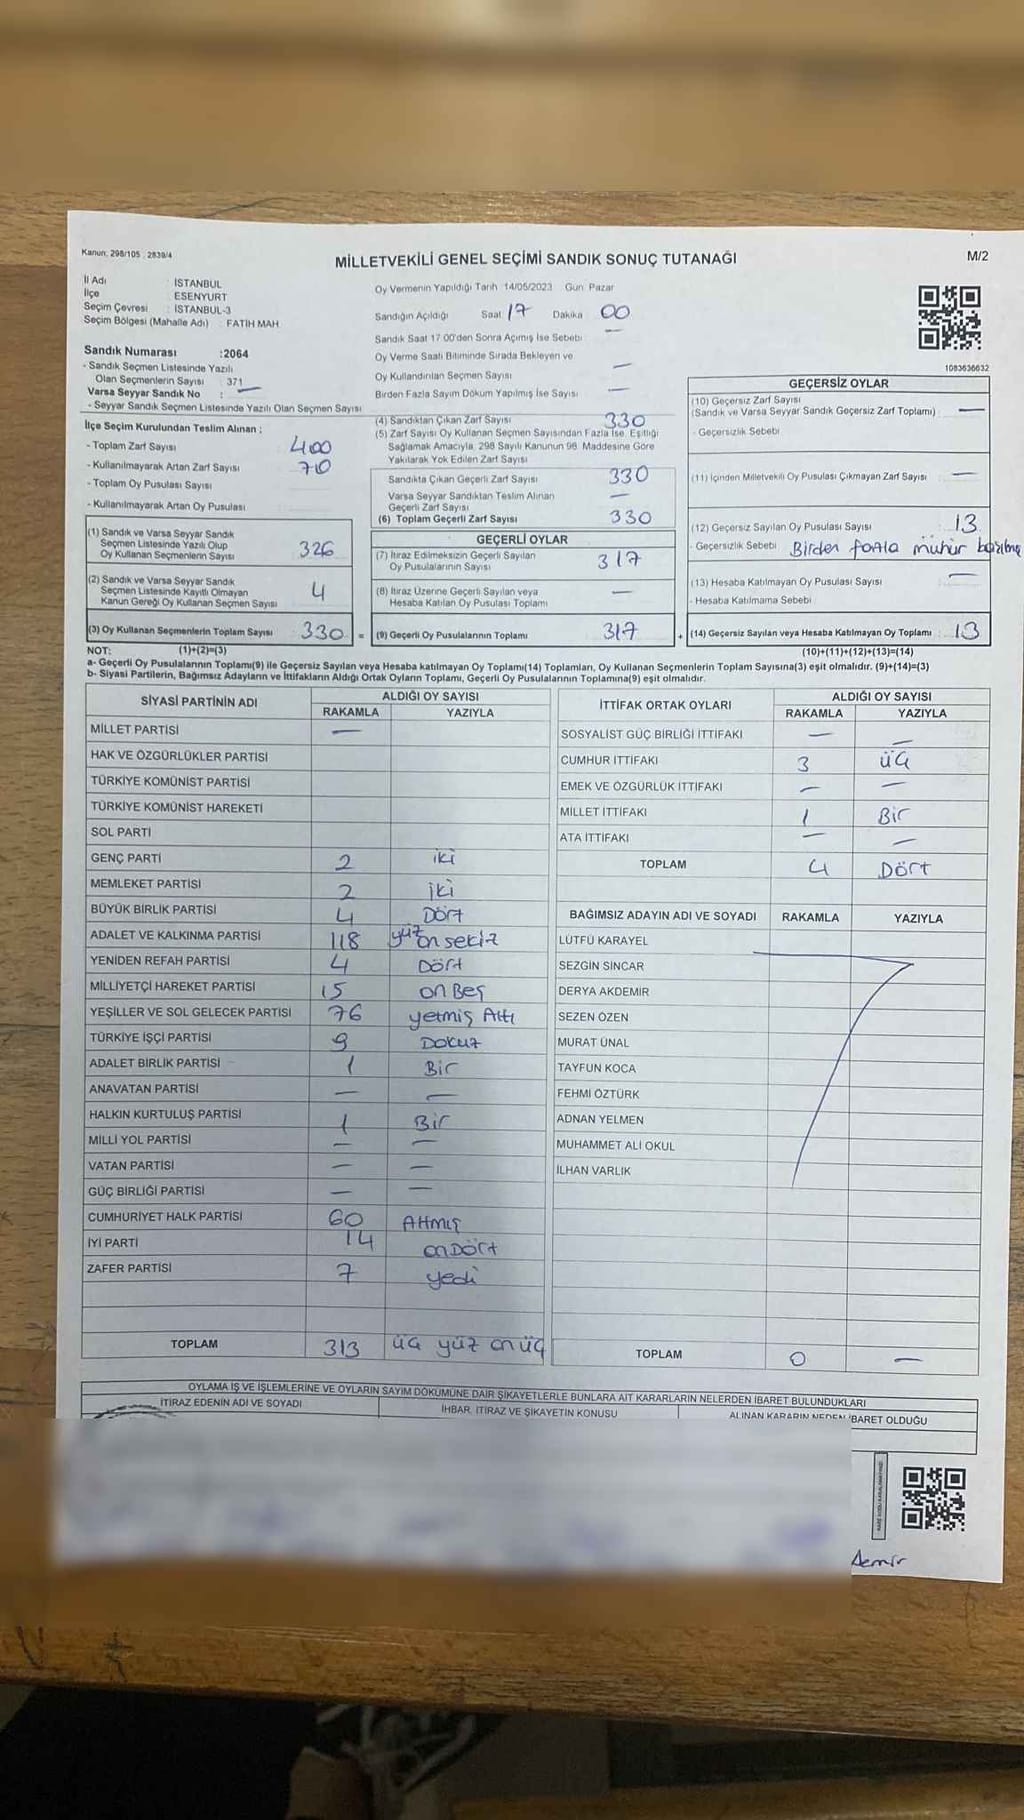 Kanun: 298/105 : 2839/4
MİLLETVEKİLİ GENEL SEÇİMİ SANDIK SONUÇ TUTANAĞI
M/2
İl Adı : İSTANBUL
İlçe : ESENYURT
Seçim Çevresi : İSTANBUL-3
Seçim Bölgesi (Mahalle Adı) : FATİH MAH
Sandık Numarası :2064
- Sandık Seçmen Listesinde Yazılı
Olan Seçmenlerin Sayısı : 371
Varsa Seyyar Sandık No : —
- Seyyar Sandık Seçmen Listesinde Yazılı Olan Seçmen Sayısı
İlçe Seçim Kurulundan Teslim Alınan ;
- Toplam Zarf Sayısı 400
- Kullanılmayarak Artan Zarf Sayısı 70
- Toplam Oy Pusulası Sayısı
- Kullanılmayarak Artan Oy Pusulası
(1) Sandık ve Varsa Seyyar Sandık
Seçmen Listesinde Yazılı Olup
Oy Kullanan Seçmenlerin Sayısı 326
(2) Sandık ve Varsa Seyyar Sandık
Seçmen Listesinde Kayıtlı Olmayan
Kanun Gereği Oy Kullanan Seçmen Sayısı 4
(3) Oy Kullanan Seçmenlerin Toplam Sayısı 330 =
Oy Vermenin Yapıldığı Tarih 14/05/2023 Gün: Pazar
Sandığın Açıldığı Saat 17 Dakika 00
Sandık Saat 17:00'den Sonra Açımış İse Sebebi —
Oy Verme Saati Bitiminde Sırada Bekleyen ve
Oy Kullandırılan Seçmen Sayısı —
Birden Fazla Sayım Döküm Yapılmış İse Sayısı —
(4) Sandıktan Çıkan Zarf Sayısı 330
(5) Zarf Sayısı Oy Kullanan Seçmen Sayısından Fazla İse, Eşitliği
Sağlamak Amacıyla, 298 Sayılı Kanunun 98. Maddesine Göre
Yakılarak Yok Edilen Zarf Sayısı
Sandıkta Çıkan Geçerli Zarf Sayısı 330
Varsa Seyyar Sandıktan Teslim Alınan
Geçerli Zarf Sayısı —
(6) Toplam Geçerli Zarf Sayısı 330
GEÇERLİ OYLAR
(7) İtiraz Edilmeksizin Geçerli Sayılan
Oy Pusulalarının Sayısı 317
(8) İtiraz Üzerine Geçerli Sayılan veya
Hesaba Katılan Oy Pusulası Toplamı —
(9) Geçerli Oy Pusulalarının Toplamı 317 +
1083636632
GEÇERSİZ OYLAR
(10) Geçersiz Zarf Sayısı
(Sandık ve Varsa Seyyar Sandık Geçersiz Zarf Toplamı) : —
- Geçersizlik Sebebi
(11) İçinden Milletvekili Oy Pusulası Çıkmayan Zarf Sayısı —
(12) Geçersiz Sayılan Oy Pusulası Sayısı 13
- Geçersizlik Sebebi Birden fazla mühür
(13) Hesaba Katılmayan Oy Pusulası Sayısı —
- Hesaba Katılmama Sebebi
(14) Geçersiz Sayılan veya Hesaba Katılmayan Oy Toplamı : 13
NOT: (1)+(2)=(3) (10)+(11)+(12)+(13)=(14)
a- Geçerli Oy Pusulalarının Toplamı(9) ile Geçersiz Sayılan veya Hesaba katılmayan Oy Toplamı(14) Toplamları, Oy Kullanan Seçmenlerin Toplam Sayısına(3) eşit olmalıdır. (9)+(14)=(3)
b- Siyasi Partilerin, Bağımsız Adayların ve İttifakların Aldığı Ortak Oyların Toplamı, Geçerli Oy Pusulalarının Toplamına(9) eşit olmalıdır.
SİYASİ PARTİNİN ADI ALDIĞI OY SAYISI
RAKAMLA YAZIYLA
MİLLET PARTİSİ —
HAK VE ÖZGÜRLÜKLER PARTİSİ
TÜRKİYE KOMÜNİST PARTİSİ
TÜRKİYE KOMÜNİST HAREKETİ
SOL PARTİ
GENÇ PARTİ 2 iki
MEMLEKET PARTİSİ 2 iki
BÜYÜK BİRLİK PARTİSİ 4 Dört
ADALET VE KALKINMA PARTİSİ 118 yüz on sekiz
YENİDEN REFAH PARTİSİ 4 Dört
MİLLİYETÇİ HAREKET PARTİSİ 15 on Beş
YEŞİLLER VE SOL GELECEK PARTİSİ 76 yetmiş Altı
TÜRKİYE İŞÇİ PARTİSİ 9 Dokuz
ADALET BİRLİK PARTİSİ 1 Bir
ANAVATAN PARTİSİ — —
HALKIN KURTULUŞ PARTİSİ 1 Bir
MİLLİ YOL PARTİSİ — —
VATAN PARTİSİ — —
GÜÇ BİRLİĞİ PARTİSİ — —
CUMHURİYET HALK PARTİSİ 60 Altmış
İYİ PARTİ 14 onDört
ZAFER PARTİSİ 7 yedi
TOPLAM 313 üç yüz on üç
İTTİFAK ORTAK OYLARI ALDIĞI OY SAYISI
RAKAMLA YAZIYLA
SOSYALİST GÜÇ BİRLİĞİ İTTİFAKI — —
CUMHUR İTTİFAKI 3 üç
EMEK VE ÖZGÜRLÜK İTTİFAKI — —
MİLLET İTTİFAKI 1 Bir
ATA İTTİFAKI — —
TOPLAM 4 Dört
BAĞIMSIZ ADAYIN ADI VE SOYADI RAKAMLA YAZIYLA
LÜTFÜ KARAYEL
SEZGİN SİNCAR
DERYA AKDEMİR
SEZEN ÖZEN
MURAT ÜNAL
TAYFUN KOCA
FEHMİ ÖZTÜRK
ADNAN YELMEN
MUHAMMET ALİ OKUL
İLHAN VARLIK
TOPLAM 0 —
OYLAMA İŞ VE İŞLEMLERİNE VE OYLARIN SAYIM DÖKÜMÜNE DAİR ŞİKAYETLERLE BUNLARA AİT KARARLARIN NELERDEN İBARET BULUNDUKLARI
İTİRAZ EDENİN ADI VE SOYADI İHBAR, İTİRAZ VE ŞİKAYETİN KONUSU ALINAN KARARIN NEDEN İBARET OLDUĞU
Demir